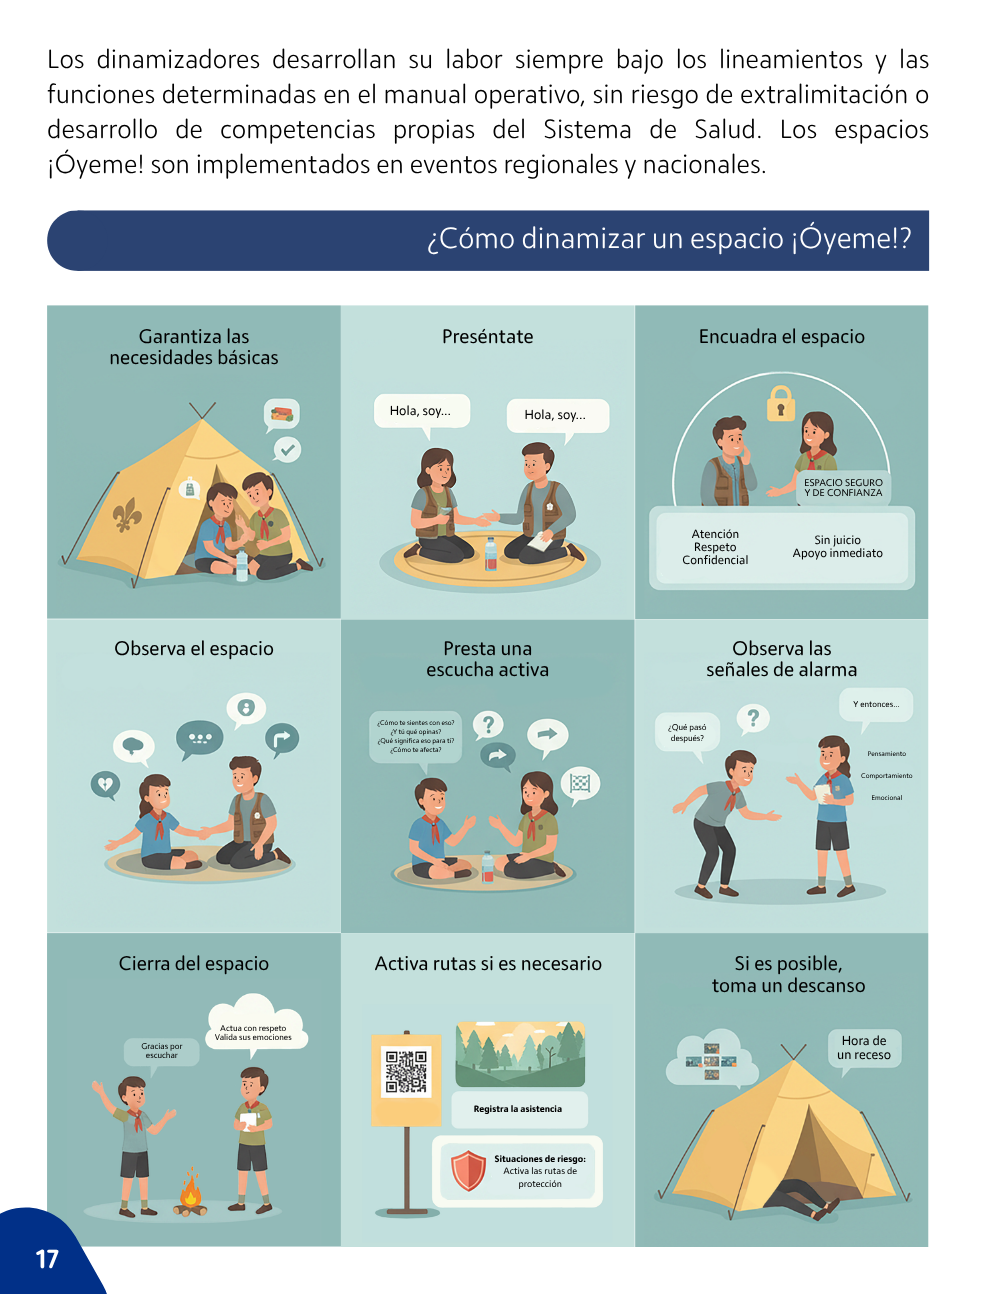 Los dinamizadores desarrollan su labor siempre bajo los lineamientos y las
funciones determinadas en el manual operativo, sin riesgo de extralimitación o
desarrollo de competencias propias del Sistema de Salud. Los espacios
¡Óyeme! son implementados en eventos regionales y nacionales.
¿Cómo dinamizar un espacio ¡Óyeme!?
Garantiza las
necesidades básicas
Preséntate
Hola, soy...
Hola, soy...
Encuadra el espacio
ESPACIO SEGURO
Y DE CONFIANZA
Atención
Respeto
Confidencial
Sin juicio
Apoyo inmediato
Observa el espacio
Presta una
escucha activa
¿Cómo te sientes con eso?
¿Y tú qué opinas?
¿Qué significa eso para ti?
¿Cómo te afecta?
?
Observa las
señales de alarma
¿Qué pasó
después?
?
Y entonces...
Pensamiento
Comportamiento
Emocional
Cierra del espacio
Gracias por
escuchar
Actua con respeto
Valida sus emociones
Activa rutas si es necesario
Registra la asistencia
Situaciones de riesgo:
Activa las rutas de
protección
Si es posible,
toma un descanso
Hora de
un receso
17